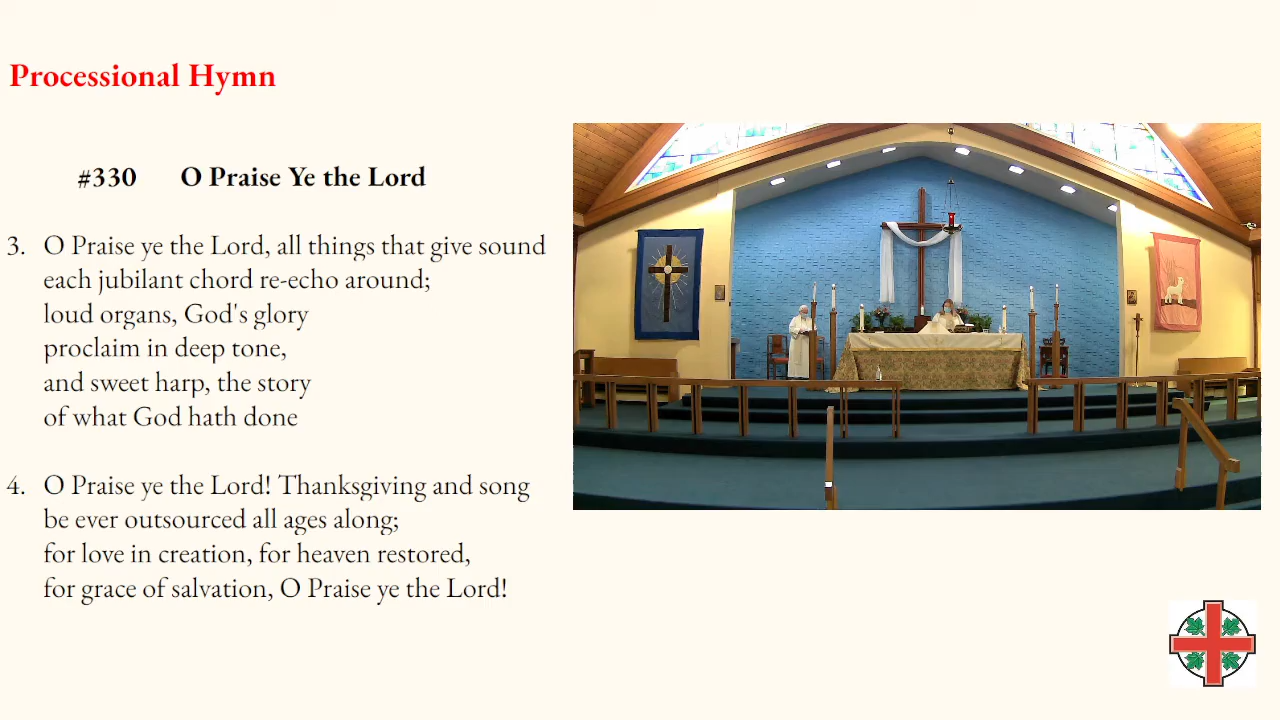 Processional Hymn
#330 O Praise Ye the Lord
3. O Praise ye the Lord, all things that give sound
each jubilant chord re-echo around;
loud organs, God's glory
proclaim in deep tone,
and sweet harp, the story
of what God hath done
4. O Praise ye the Lord! Thanksgiving and song
be ever outsourced all ages along;
for love in creation, for heaven restored,
for grace of salvation, O Praise ye the Lord!